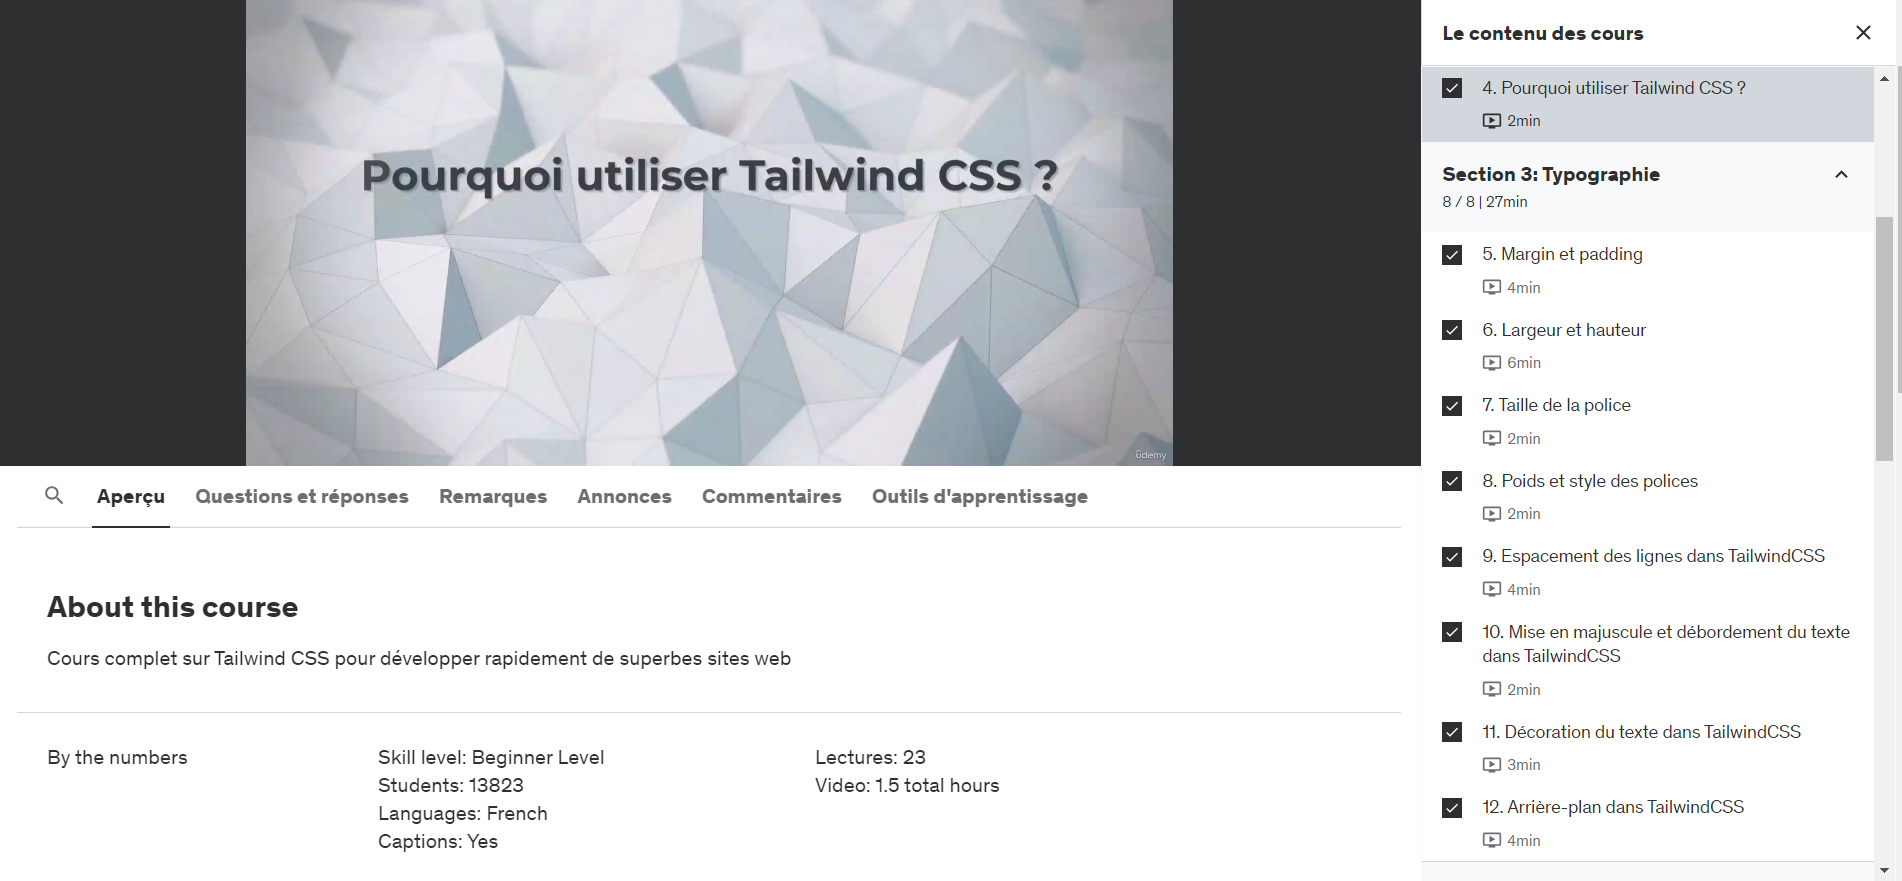 Pourquoi utiliser Tailwind CSS ?
ûdemy
Aperçu
Questions et réponses
Remarques
Annonces
Commentaires
Outils d'apprentissage
About this course
Cours complet sur Tailwind CSS pour développer rapidement de superbes sites web
By the numbers
Skill level: Beginner Level
Students: 13823
Languages: French
Captions: Yes
Lectures: 23
Video: 1.5 total hours
Le contenu des cours
4. Pourquoi utiliser Tailwind CSS ?
2min
Section 3: Typographie
8 / 8 | 27min
5. Margin et padding
4min
6. Largeur et hauteur
6min
7. Taille de la police
2min
8. Poids et style des polices
2min
9. Espacement des lignes dans TailwindCSS
4min
10. Mise en majuscule et débordement du texte
dans TailwindCSS
2min
11. Décoration du texte dans TailwindCSS
3min
12. Arrière-plan dans TailwindCSS
4min